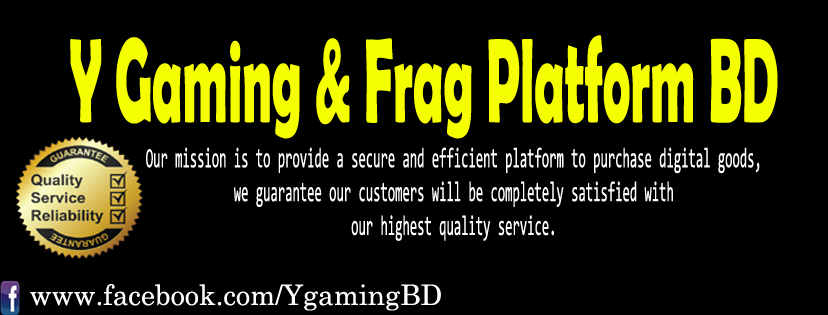 Y Gaming & Frag Platform BD
Our mission is to provide a secure and efficient platform to purchase digital goods,
we guarantee our customers will be completely satisfied with
our highest quality service.
GUARANTEE
Quality
Service
Reliability
GUARANTEE
f www.facebook.com/YgamingBD